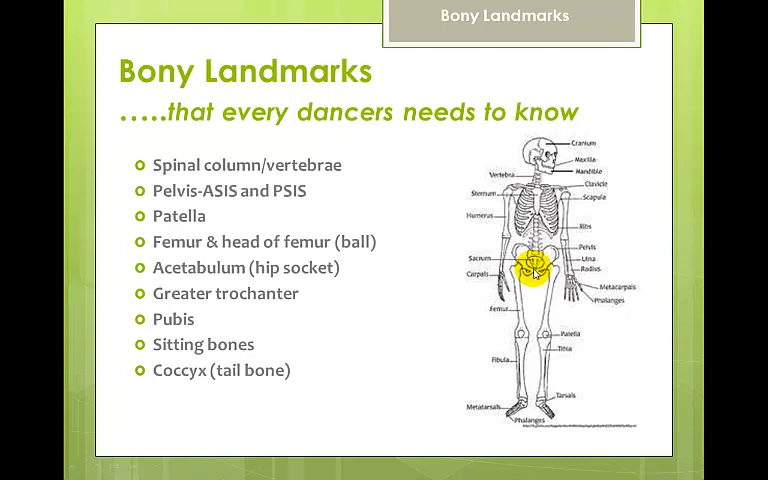 Bony Landmarks
Bony Landmarks
.....that every dancers needs to know
Spinal column/vertebrae
Pelvis-ASIS and PSIS
Patella
Femur & head of femur (ball)
Acetabulum (hip socket)
Greater trochanter
Pubis
Sitting bones
Coccyx (tail bone)
Cranium
Maxilla
Mandible
Vertebra
Clavicle
Sternum
Scapula
Humerus
Ribs
Pelvis
Sacrum
Ulna
Radius
Carpals
Metacarpals
Phalanges
Femur
Patella
Tibia
Fibula
Tarsals
Metatarsals
Phalanges